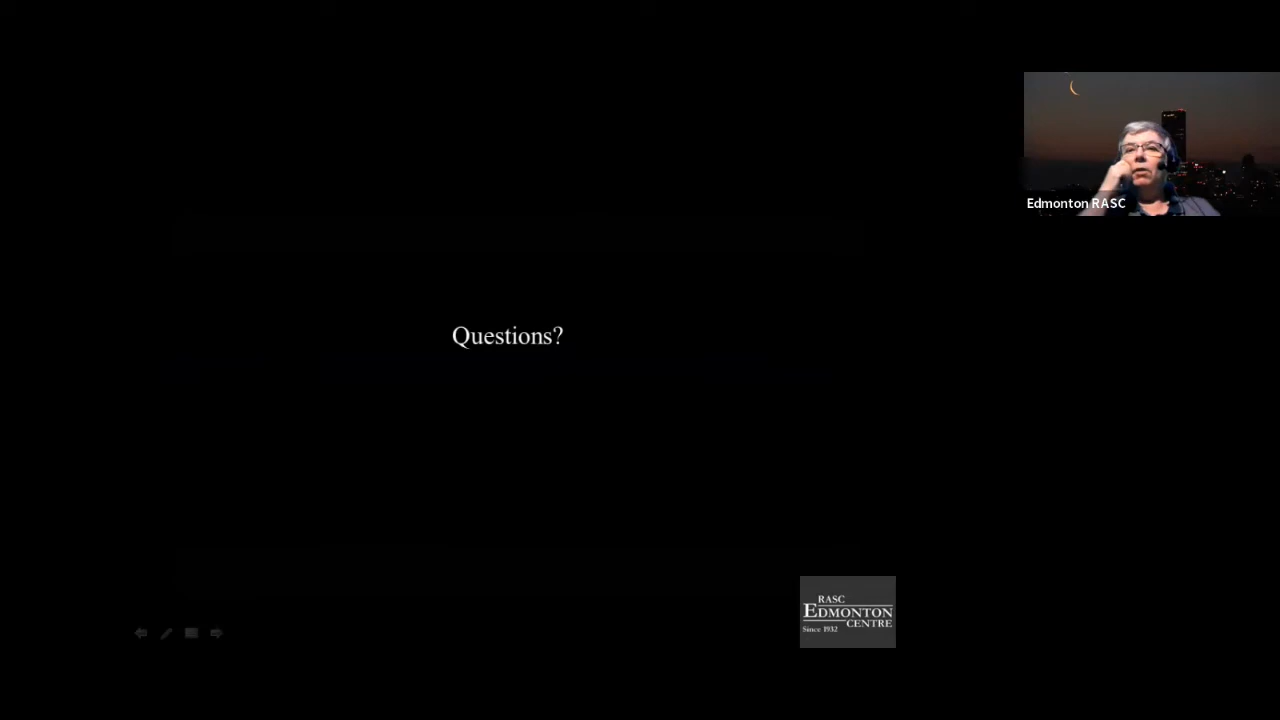 Edmonton RASC
Questions?
RASC
EDMONTON
CENTRE
Since 1932